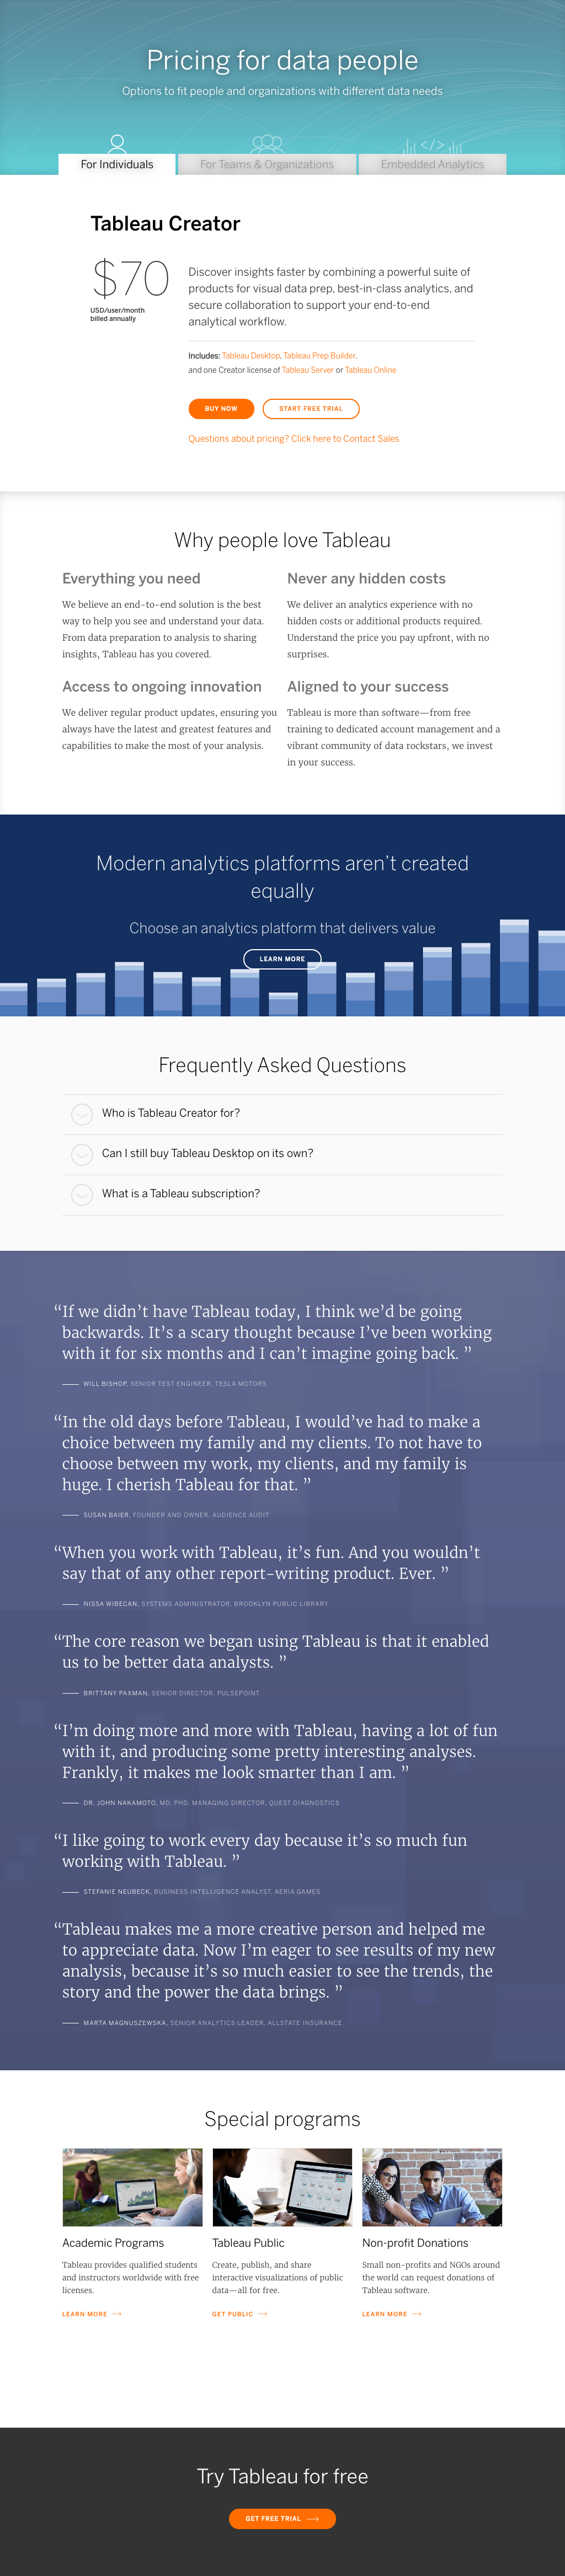 Pricing for data people
Options to fit people and organizations with different data needs
For Individuals
For Teams & Organizations
Embedded Analytics
Tableau Creator
$70
USD/user/month
billed annually
Discover insights faster by combining a powerful suite of
products for visual data prep, best-in-class analytics, and
secure collaboration to support your end-to-end
analytical workflow.
Includes: Tableau Desktop, Tableau Prep Builder,
and one Creator license of Tableau Server or Tableau Online
BUY NOW
START FREE TRIAL
Questions about pricing? Click here to Contact Sales
Why people love Tableau
Everything you need
We believe an end-to-end solution is the best
way to help you see and understand your data.
From data preparation to analysis to sharing
insights, Tableau has you covered.
Never any hidden costs
We deliver an analytics experience with no
hidden costs or additional products required.
Understand the price you pay upfront, with no
surprises.
Access to ongoing innovation
We deliver regular product updates, ensuring you
always have the latest and greatest features and
capabilities to make the most of your analysis.
Aligned to your success
Tableau is more than software—from free
training to dedicated account management and a
vibrant community of data rockstars, we invest
in your success.
Modern analytics platforms aren't created
equally
Choose an analytics platform that delivers value
LEARN MORE
Frequently Asked Questions
Who is Tableau Creator for?
Can I still buy Tableau Desktop on its own?
What is a Tableau subscription?
“If we didn’t have Tableau today, I think we’d be going
backwards. It’s a scary thought because I’ve been working
with it for six months and I can’t imagine going back. ”
WILL BISHOP, SENIOR TEST ENGINEER, TESLA MOTORS
“In the old days before Tableau, I would’ve had to make a
choice between my family and my clients. To not have to
choose between my work, my clients, and my family is
huge. I cherish Tableau for that. ”
SUSAN BAIER, FOUNDER AND OWNER, AUDIENCE AUDIT
“When you work with Tableau, it’s fun. And you wouldn’t
say that of any other report-writing product. Ever. ”
NISSA WIBECAN, SYSTEMS ADMINISTRATOR, BROOKLYN PUBLIC LIBRARY
“The core reason we began using Tableau is that it enabled
us to be better data analysts. ”
BRITTANY PAXMAN, SENIOR DIRECTOR, PULSEPOINT
“I’m doing more and more with Tableau, having a lot of fun
with it, and producing some pretty interesting analyses.
Frankly, it makes me look smarter than I am. ”
DR. JOHN NAKAMOTO, MD, PHD, MANAGING DIRECTOR, QUEST DIAGNOSTICS
“I like going to work every day because it’s so much fun
working with Tableau. ”
STEFANIE NEUBECK, BUSINESS INTELLIGENCE ANALYST, AERIA GAMES
“Tableau makes me a more creative person and helped me
to appreciate data. Now I’m eager to see results of my new
analysis, because it’s so much easier to see the trends, the
story and the power the data brings. ”
MARTA MAGNUSZEWSKA, SENIOR ANALYTICS LEADER, ALLSTATE INSURANCE
Special programs
Academic Programs
Tableau provides qualified students
and instructors worldwide with free
licenses.
LEARN MORE
Tableau Public
Create, publish, and share
interactive visualizations of public
data—all for free.
GET PUBLIC
Non-profit Donations
Small non-profits and NGOs around
the world can request donations of
Tableau software.
LEARN MORE
Try Tableau for free
GET FREE TRIAL